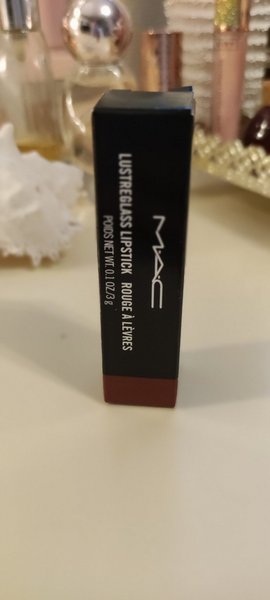 MAC
LUSTREGLASS LIPSTICK ROUGE À LÈVRES
POIDS NET WT. 0.1 OZ/3 g